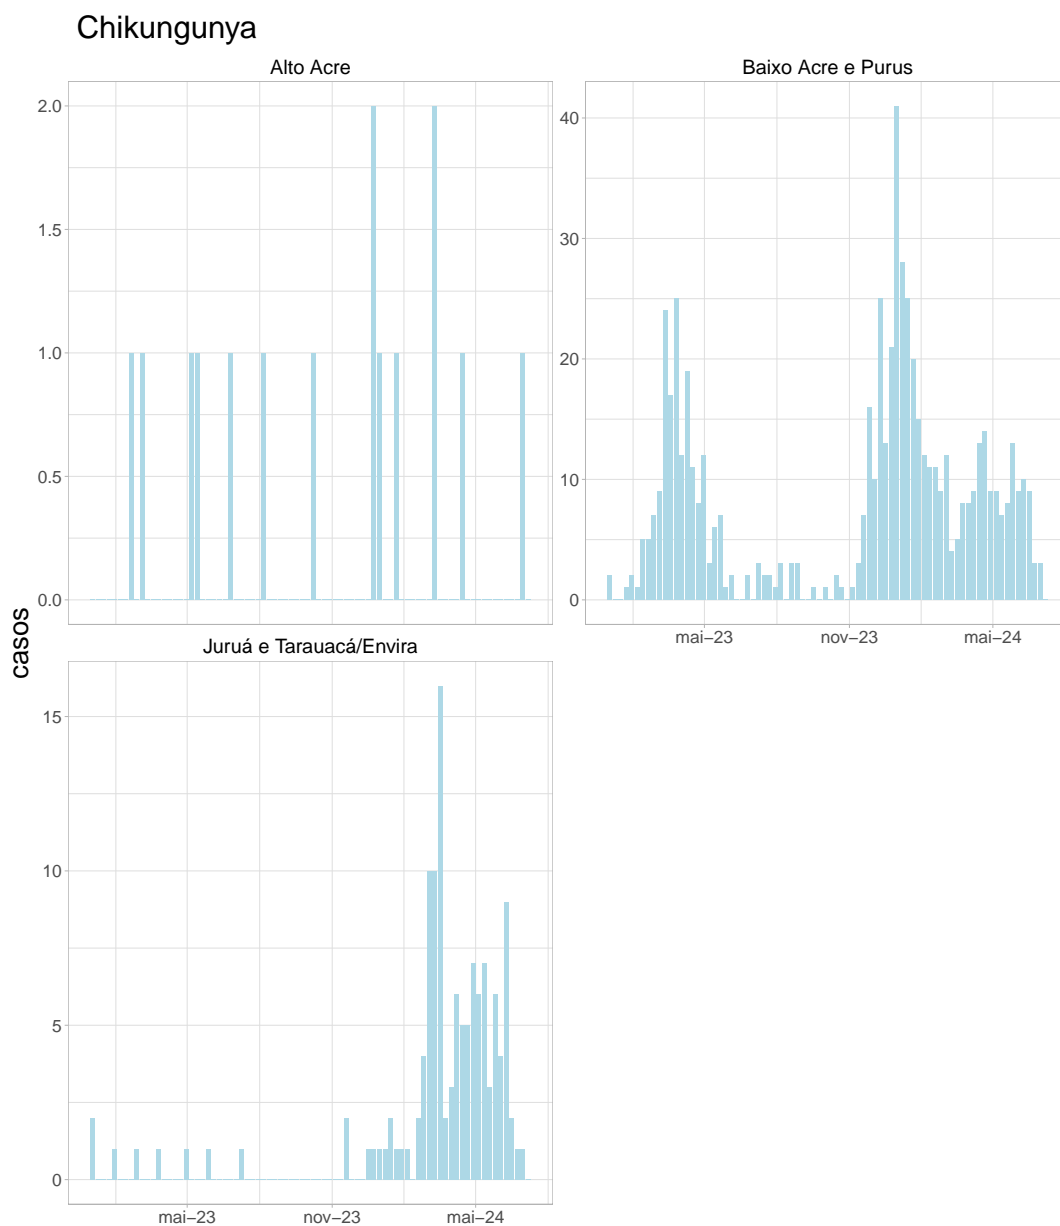 Chikungunya
Alto Acre
Baixo Acre e Purus
2.0
1.5
1.0
0.5
0.0
40
30
20
10
0
mai−23
nov−23
mai−24
casos
Juruá e Tarauacá/Envira
15
10
5
0
mai−23
nov−23
mai−24